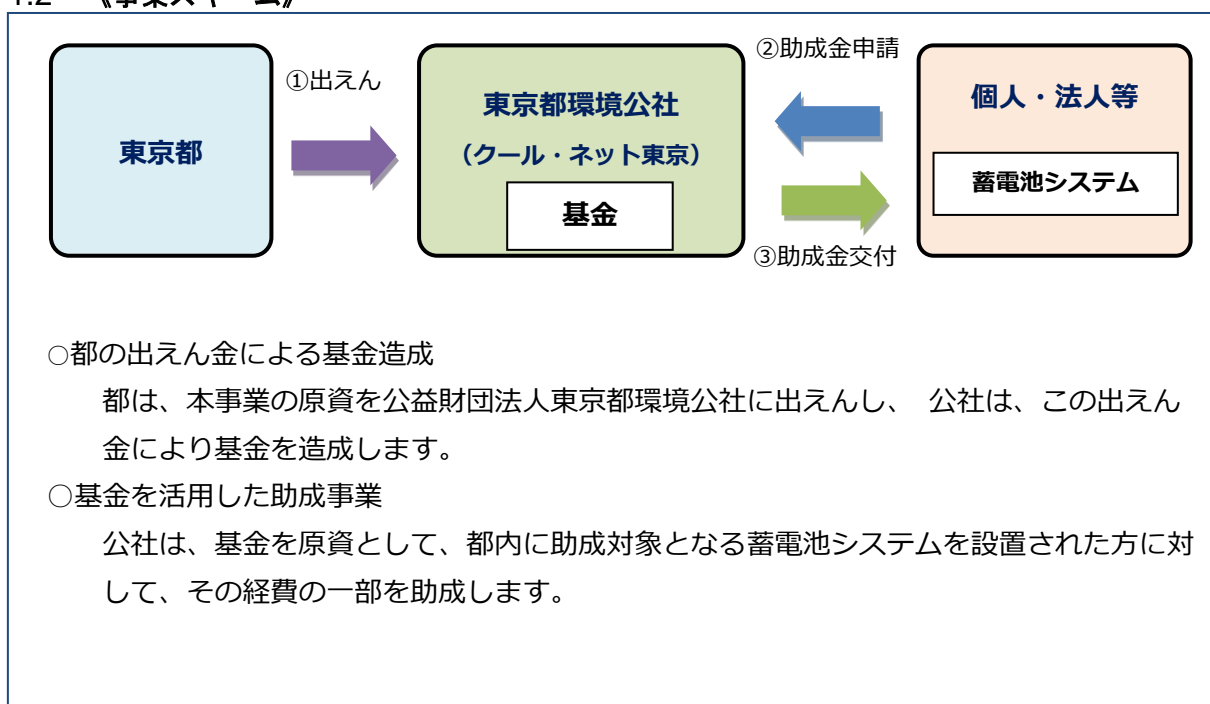 東京都
①出えん
東京都環境公社
（クール・ネット東京）
基金
②助成金申請
③助成金交付
個人・法人等
蓄電池システム
○都の出えん金による基金造成
都は、本事業の原資を公益財団法人東京都環境公社に出えんし、 公社は、この出えん
金により基金を造成します。
○基金を活用した助成事業
公社は、基金を原資として、都内に助成対象となる蓄電池システムを設置された方に対
して、その経費の一部を助成します。